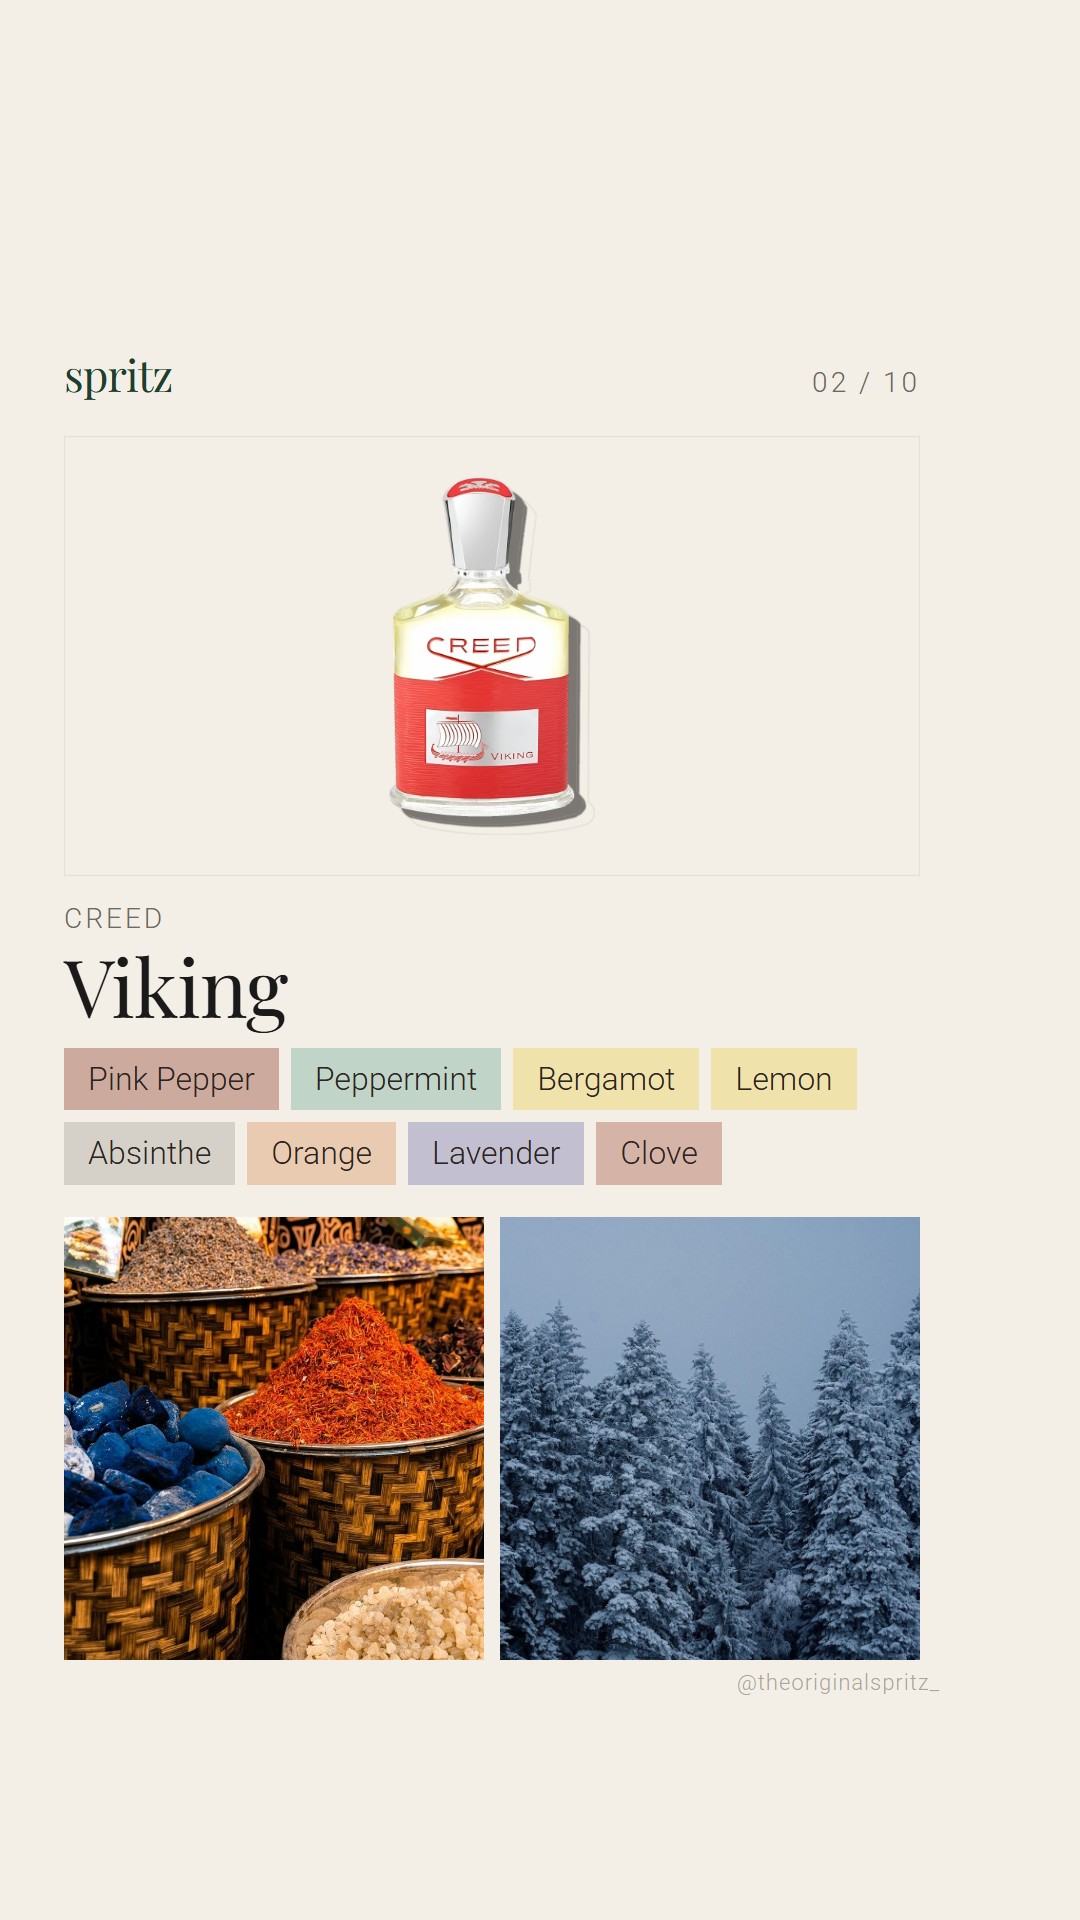 spritz
02 / 10
CREED
VIKING
CREED
Viking
Pink Pepper
Peppermint
Bergamot
Lemon
Absinthe
Orange
Lavender
Clove
@theoriginalspritz_